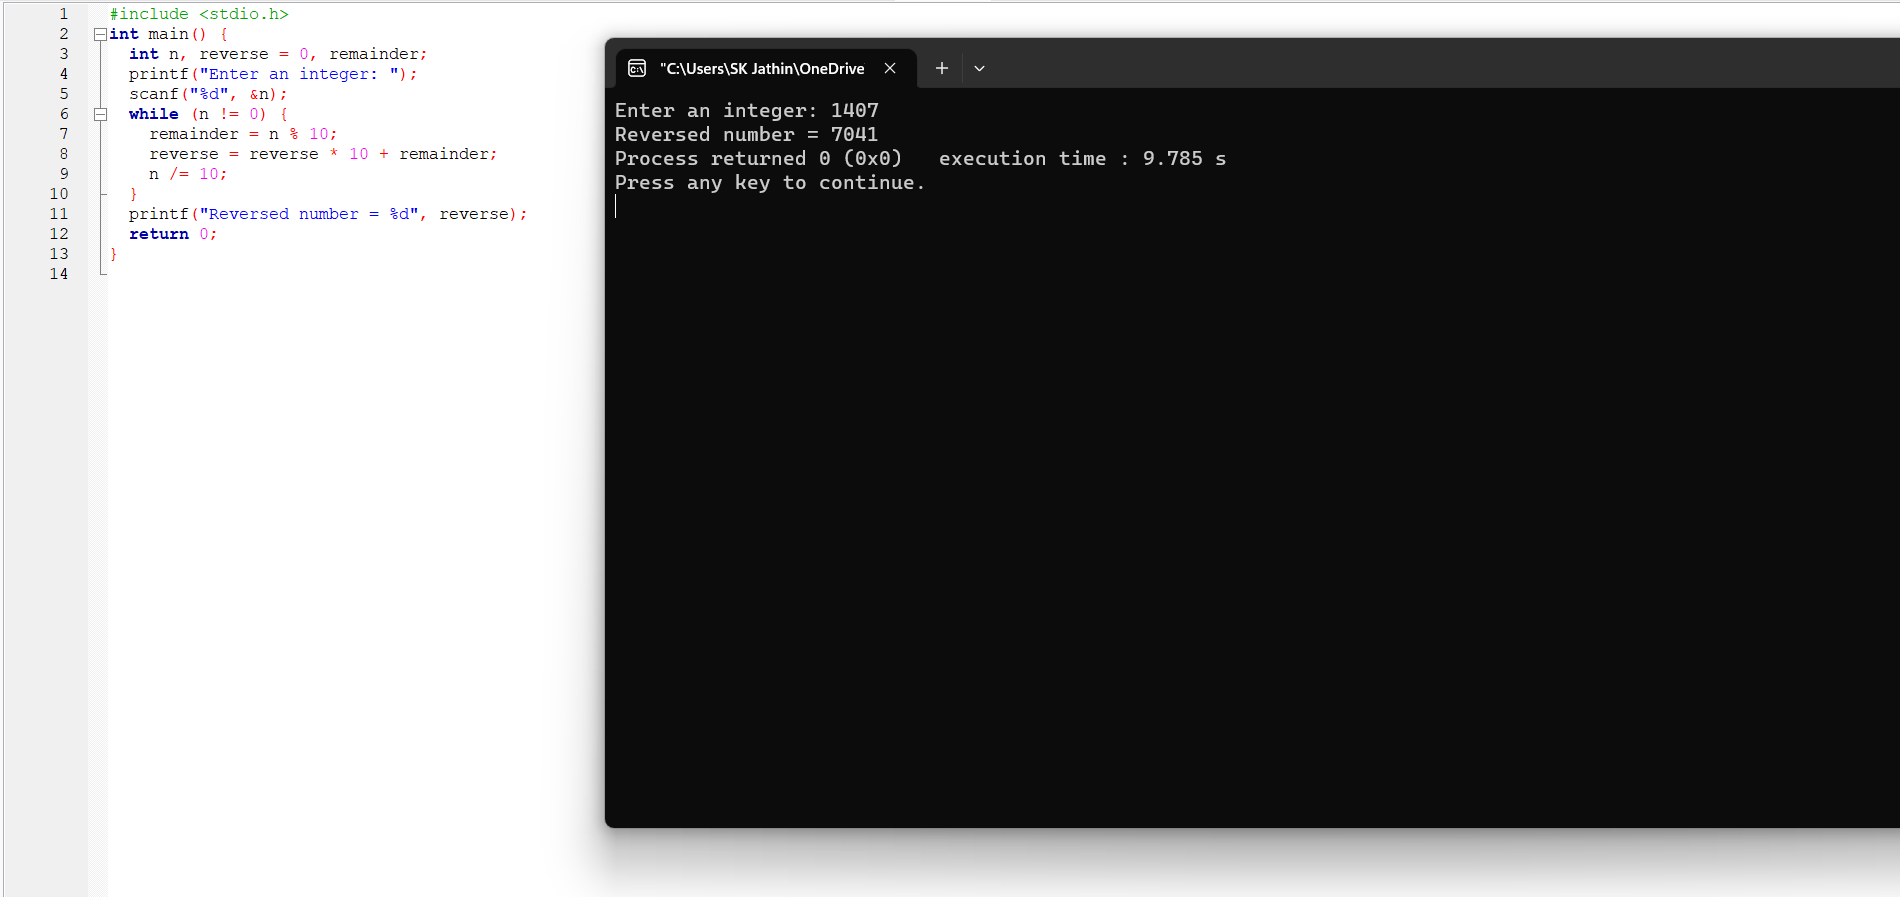 1 #include <stdio.h>
2 int main() {
3   int n, reverse = 0, remainder;
4   printf("Enter an integer: ");
5   scanf("%d", &n);
6   while (n != 0) {
7     remainder = n % 10;
8     reverse = reverse * 10 + remainder;
9     n /= 10;
10   }
11   printf("Reversed number = %d", reverse);
12   return 0;
13 }
14
"C:\Users\SK Jathin\OneDrive
Enter an integer: 1407
Reversed number = 7041
Process returned 0 (0x0)   execution time : 9.785 s
Press any key to continue.